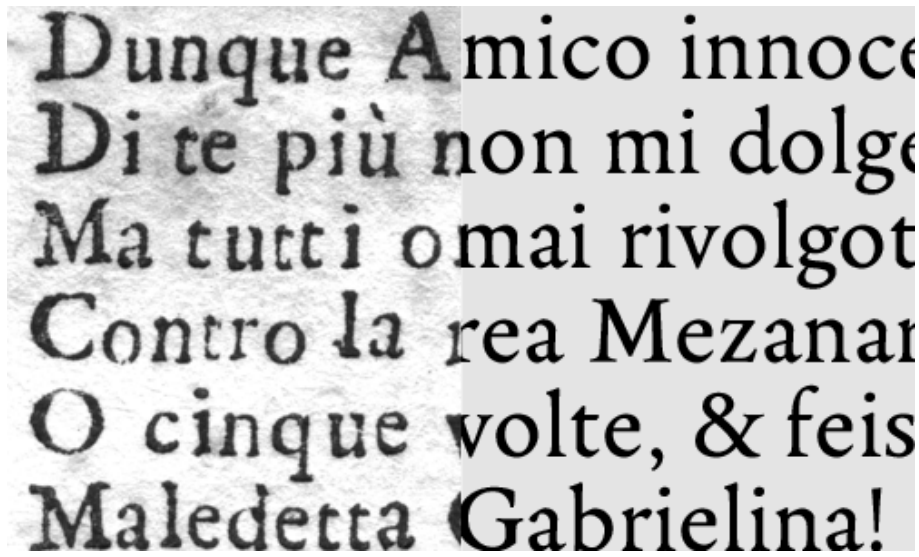 Dunque Amico innoce
Di te più non mi dolge
Ma tutti omai rivolgot
Contro la rea Mezanar
O cinque volte, & feis
Maledetta Gabrielina!